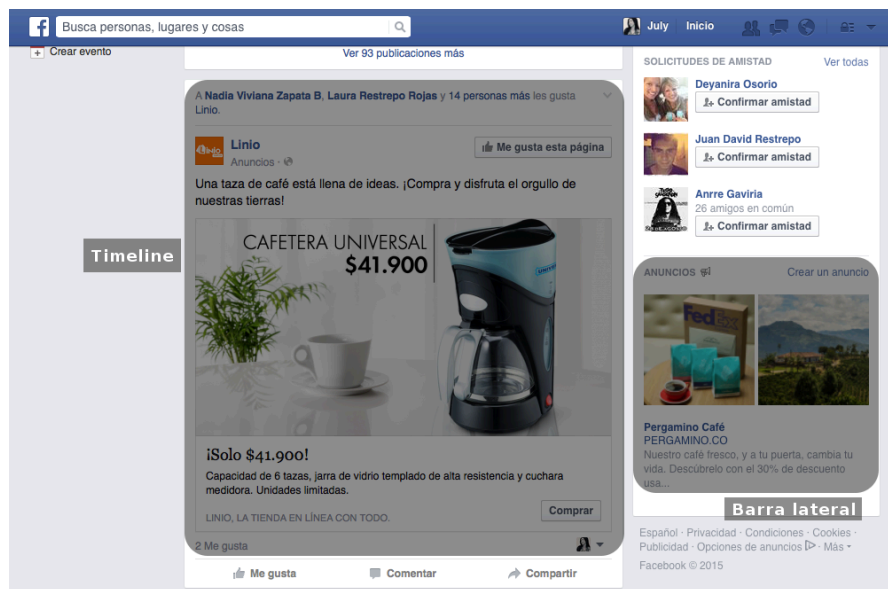 Busca personas, lugares y cosas
July Inicio
Crear evento
Ver 93 publicaciones más
A Nadia Viviana Zapata B, Laura Restrepo Rojas y 14 personas más les gusta
Linio.
Linio
Anuncios ·
Me gusta esta página
Una taza de café está llena de ideas. ¡Compra y disfruta el orgullo de
nuestras tierras!
Timeline
CAFETERA UNIVERSAL
$41.900
¡Solo $41.900!
Capacidad de 6 tazas, jarra de vidrio templado de alta resistencia y cuchara
medidora. Unidades limitadas.
LINIO, LA TIENDA EN LÍNEA CON TODO.
Comprar
2 Me gusta
Me gusta
Comentar
Compartir
SOLICITUDES DE AMISTAD
Ver todas
Deyanira Osorio
Confirmar amistad
Juan David Restrepo
Confirmar amistad
Anrre Gaviria
26 amigos en común
Confirmar amistad
ANUNCIOS
Crear un anuncio
FedEx
Pergamino Café
PERGAMINO.CO
Nuestro café fresco, y a tu puerta, cambia tu
vida. Descúbrelo con el 30% de descuento
usa...
Barra lateral
Español · Privacidad · Condiciones · Cookies ·
Publicidad · Opciones de anuncios · Más
Facebook © 2015